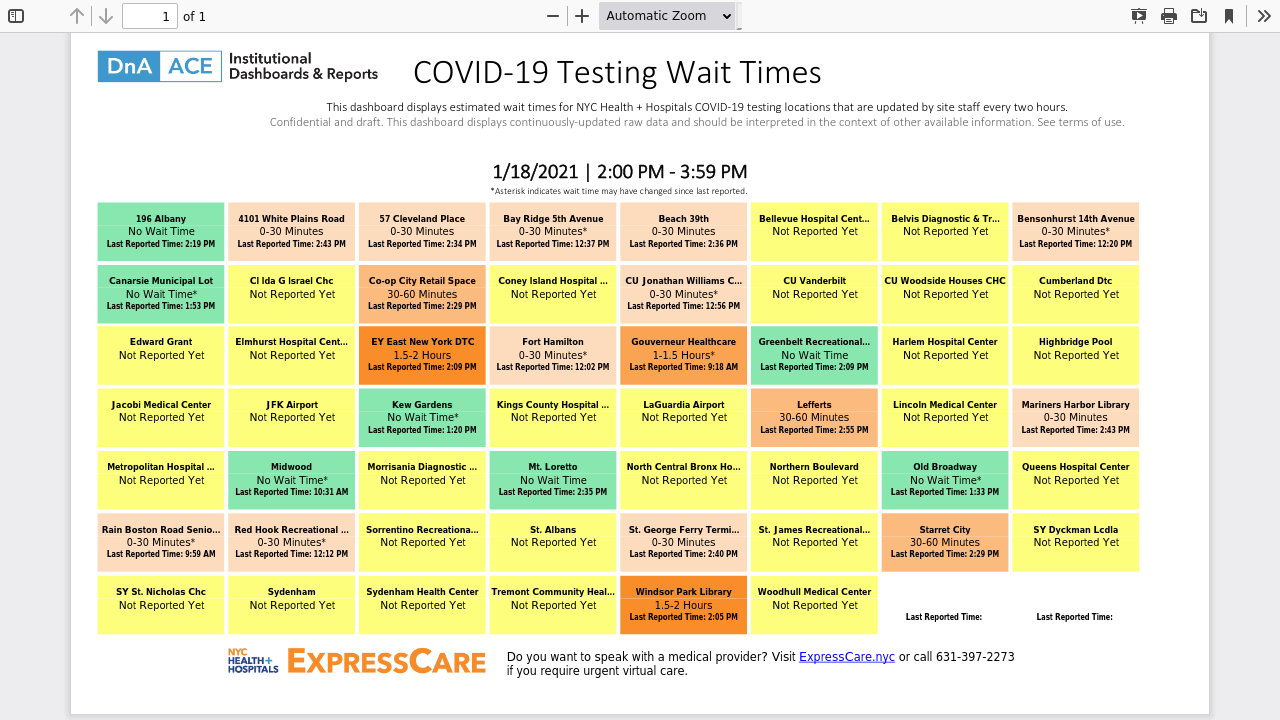 1 of 1 Automatic Zoom
DnA ACE Institutional
Dashboards & Reports
COVID-19 Testing Wait Times
This dashboard displays estimated wait times for NYC Health + Hospitals COVID-19 testing locations that are updated by site staff every two hours.
Confidential and draft. This dashboard displays continuously-updated raw data and should be interpreted in the context of other available information. See terms of use.
1/18/2021 | 2:00 PM - 3:59 PM
*Asterisk indicates wait time may have changed since last reported.
196 Albany
No Wait Time
Last Reported Time: 2:19 PM
4101 White Plains Road
0-30 Minutes
Last Reported Time: 2:43 PM
57 Cleveland Place
0-30 Minutes
Last Reported Time: 2:34 PM
Bay Ridge 5th Avenue
0-30 Minutes*
Last Reported Time: 12:37 PM
Beach 39th
0-30 Minutes
Last Reported Time: 2:36 PM
Bellevue Hospital Cent...
Not Reported Yet
Belvis Diagnostic & Tr...
Not Reported Yet
Bensonhurst 14th Avenue
0-30 Minutes*
Last Reported Time: 12:20 PM
Canarsie Municipal Lot
No Wait Time*
Last Reported Time: 1:53 PM
CI Ida G Israel Chc
Not Reported Yet
Co-op City Retail Space
30-60 Minutes
Last Reported Time: 2:29 PM
Coney Island Hospital ...
Not Reported Yet
CU Jonathan Williams C...
0-30 Minutes*
Last Reported Time: 12:56 PM
CU Vanderbilt
Not Reported Yet
CU Woodside Houses CHC
Not Reported Yet
Cumberland Dtc
Not Reported Yet
Edward Grant
Not Reported Yet
Elmhurst Hospital Cent...
Not Reported Yet
EY East New York DTC
1.5-2 Hours
Last Reported Time: 2:09 PM
Fort Hamilton
0-30 Minutes*
Last Reported Time: 12:02 PM
Gouverneur Healthcare
1-1.5 Hours*
Last Reported Time: 9:18 AM
Greenbelt Recreational...
No Wait Time
Last Reported Time: 2:09 PM
Harlem Hospital Center
Not Reported Yet
Highbridge Pool
Not Reported Yet
Jacobi Medical Center
Not Reported Yet
JFK Airport
Not Reported Yet
Kew Gardens
No Wait Time*
Last Reported Time: 1:20 PM
Kings County Hospital ...
Not Reported Yet
LaGuardia Airport
Not Reported Yet
Lefferts
30-60 Minutes
Last Reported Time: 2:55 PM
Lincoln Medical Center
Not Reported Yet
Mariners Harbor Library
0-30 Minutes
Last Reported Time: 2:43 PM
Metropolitan Hospital ...
Not Reported Yet
Midwood
No Wait Time*
Last Reported Time: 10:31 AM
Morrisania Diagnostic ...
Not Reported Yet
Mt. Loretto
No Wait Time
Last Reported Time: 2:35 PM
North Central Bronx Ho...
Not Reported Yet
Northern Boulevard
Not Reported Yet
Old Broadway
No Wait Time*
Last Reported Time: 1:33 PM
Queens Hospital Center
Not Reported Yet
Rain Boston Road Senio...
0-30 Minutes*
Last Reported Time: 9:59 AM
Red Hook Recreational ...
0-30 Minutes*
Last Reported Time: 12:12 PM
Sorrentino Recreationa...
Not Reported Yet
St. Albans
Not Reported Yet
St. George Ferry Termi...
0-30 Minutes
Last Reported Time: 2:40 PM
St. James Recreational...
Not Reported Yet
Starret City
30-60 Minutes
Last Reported Time: 2:29 PM
SY Dyckman Lcdla
Not Reported Yet
SY St. Nicholas Chc
Not Reported Yet
Sydenham
Not Reported Yet
Sydenham Health Center
Not Reported Yet
Tremont Community Heal...
Not Reported Yet
Windsor Park Library
1.5-2 Hours
Last Reported Time: 2:05 PM
Woodhull Medical Center
Not Reported Yet
Last Reported Time:
Last Reported Time:
NYC
HEALTH+
HOSPITALS
EXPRESSCARE
Do you want to speak with a medical provider? Visit ExpressCare.nyc or call 631-397-2273
if you require urgent virtual care.